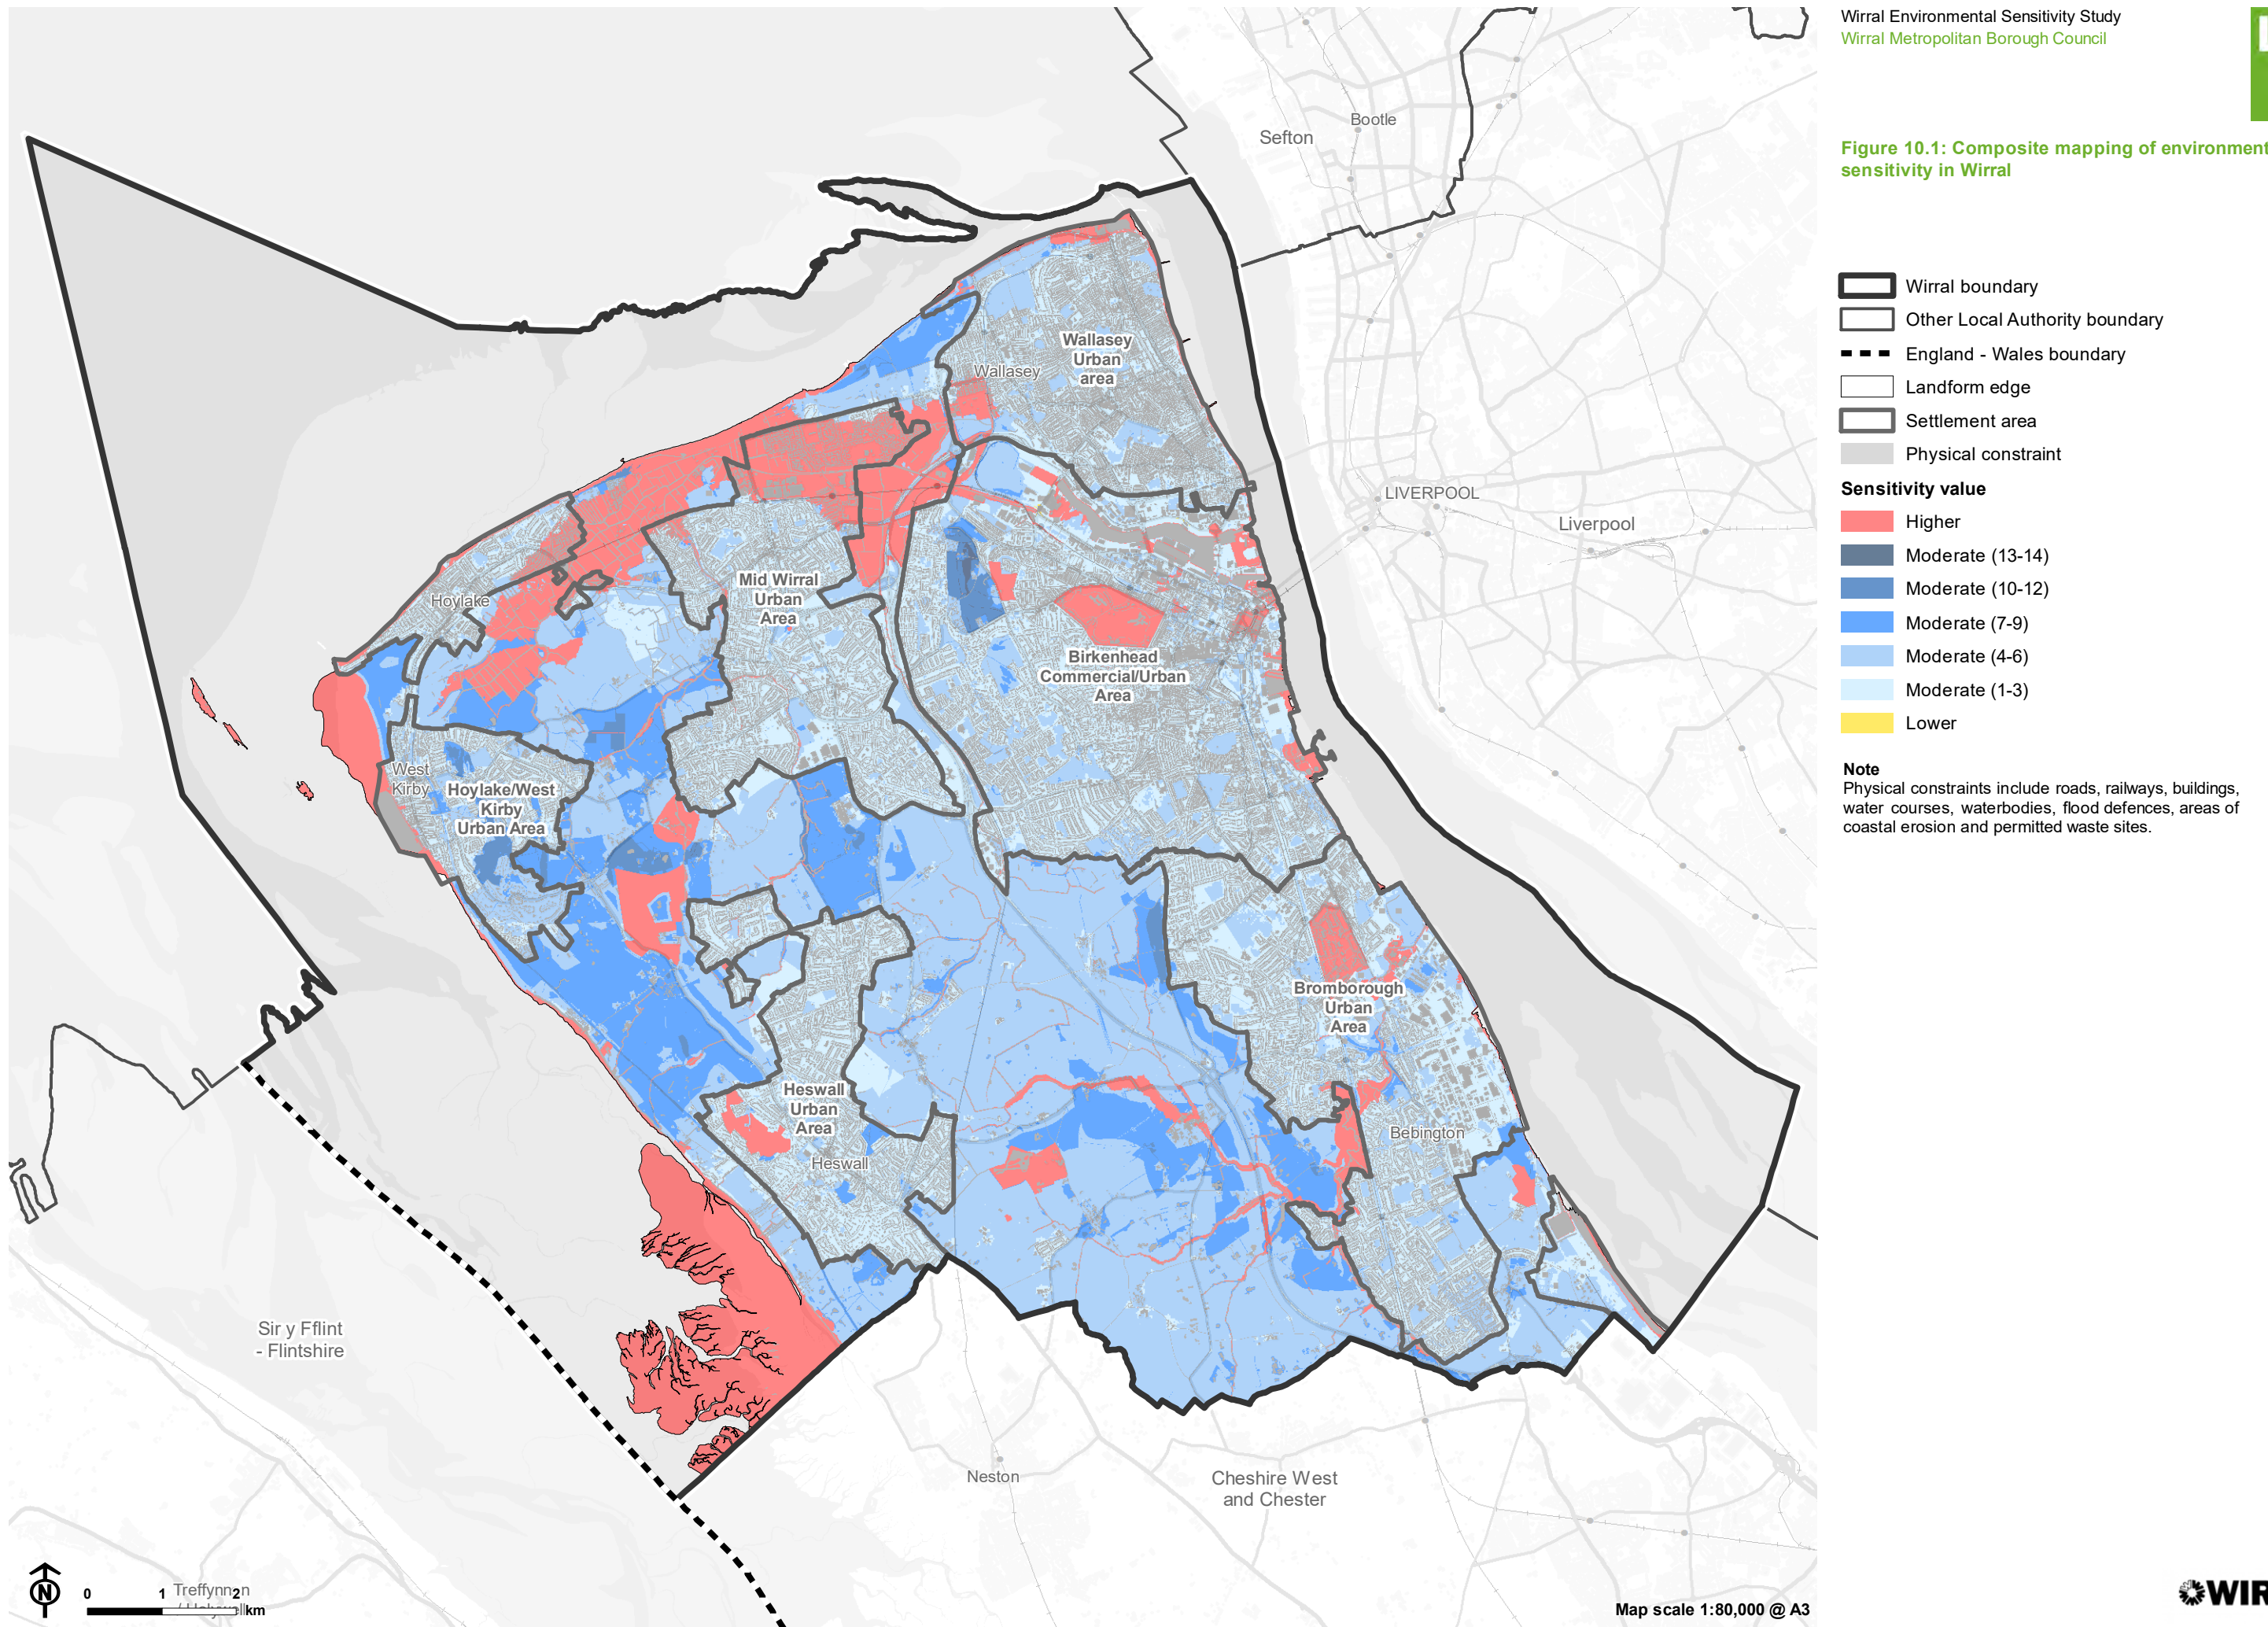 Wirral Environmental Sensitivity Study
Wirral Metropolitan Borough Council
Figure 10.1: Composite mapping of environment
sensitivity in Wirral
Wirral boundary
Other Local Authority boundary
England - Wales boundary
Landform edge
Settlement area
Physical constraint
Sensitivity value
Higher
Moderate (13-14)
Moderate (10-12)
Moderate (7-9)
Moderate (4-6)
Moderate (1-3)
Lower
Note
Physical constraints include roads, railways, buildings,
water courses, waterbodies, flood defences, areas of
coastal erosion and permitted waste sites.
Bootle
Sefton
Wallasey
Urban
area
Wallasey
LIVERPOOL
Liverpool
Mid Wirral
Urban
Area
Hoylake
Birkenhead
Commercial/Urban
Area
West
Kirby
Hoylake/West
Kirby
Urban Area
Bromborough
Urban
Area
Heswall
Urban
Area
Bebington
Heswall
Sir y Fflint
- Flintshire
Neston
Cheshire West
and Chester
0 1 2
km
N
Map scale 1:80,000 @ A3
WIR